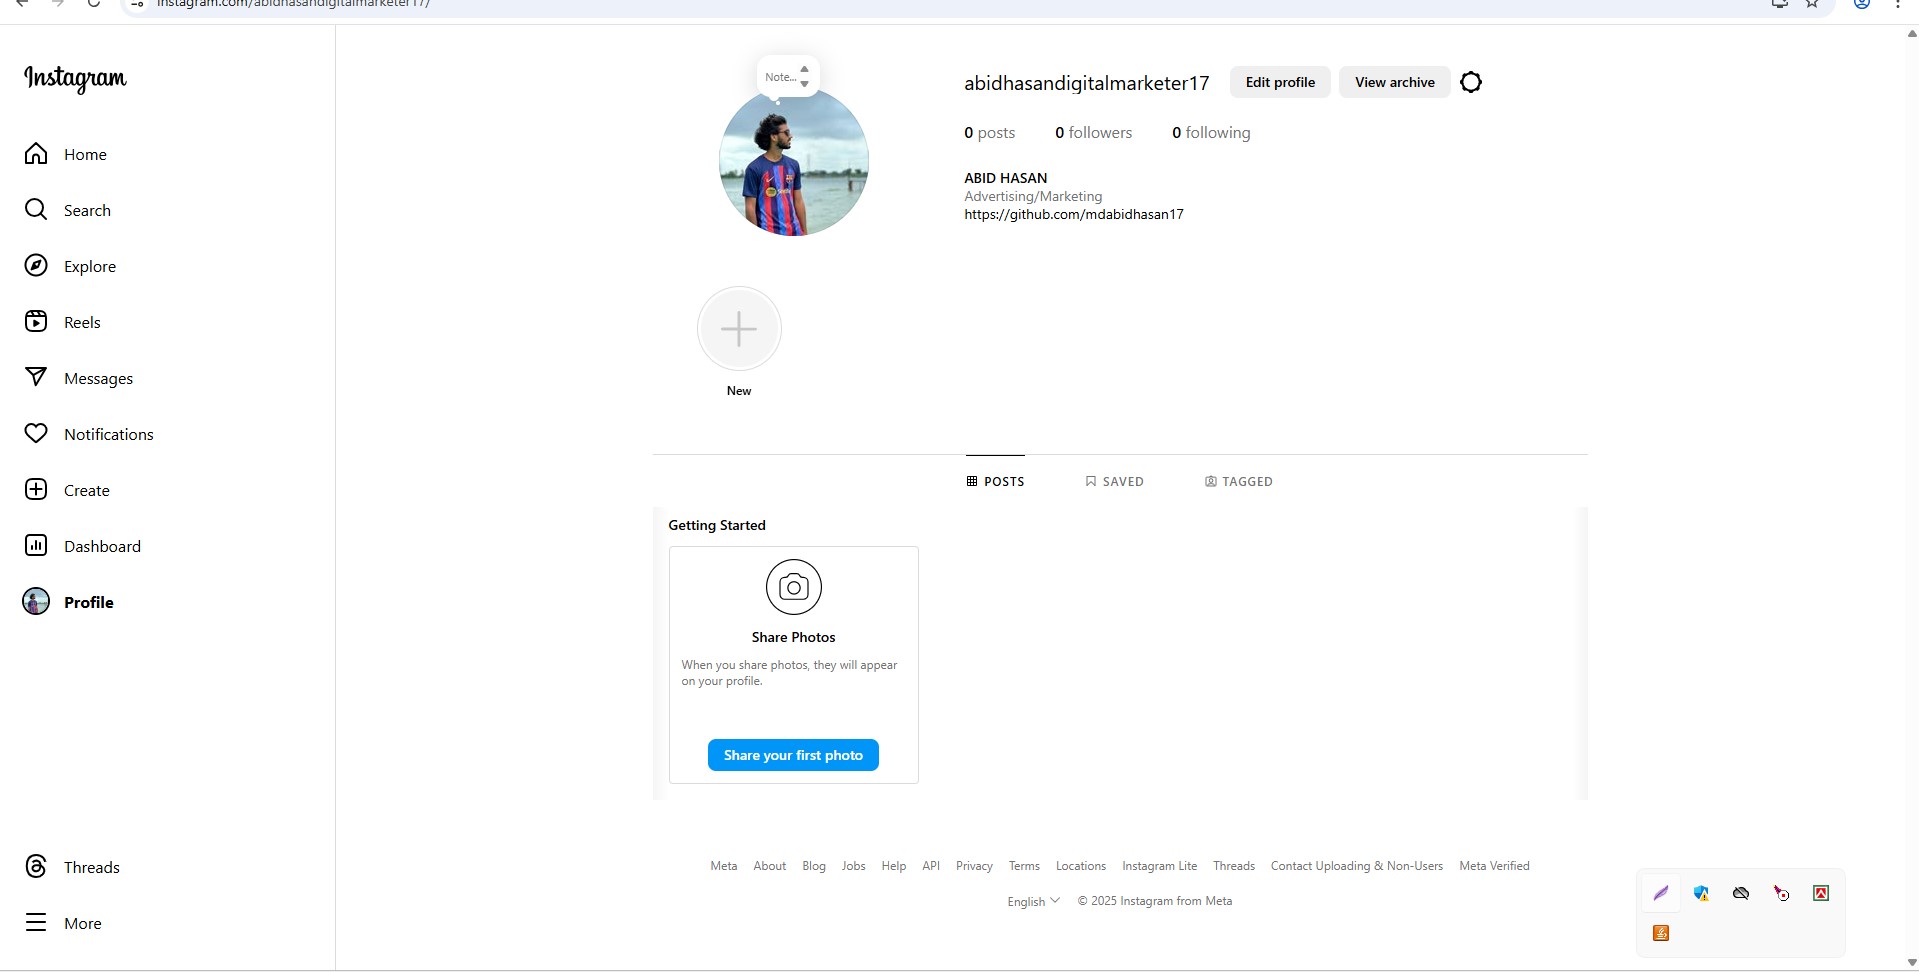 instagram.com/abidhasandigitalmarketer17/
Instagram
Home
Search
Explore
Reels
Messages
Notifications
Create
Dashboard
Profile
Threads
More
Note...
abidhasandigitalmarketer17 Edit profile View archive
0 posts 0 followers 0 following
ABID HASAN
Advertising/Marketing
https://github.com/mdabidhasan17
New
POSTS SAVED TAGGED
Getting Started
Share Photos
When you share photos, they will appear
on your profile.
Share your first photo
Meta About Blog Jobs Help API Privacy Terms Locations Instagram Lite Threads Contact Uploading & Non-Users Meta Verified
English © 2025 Instagram from Meta